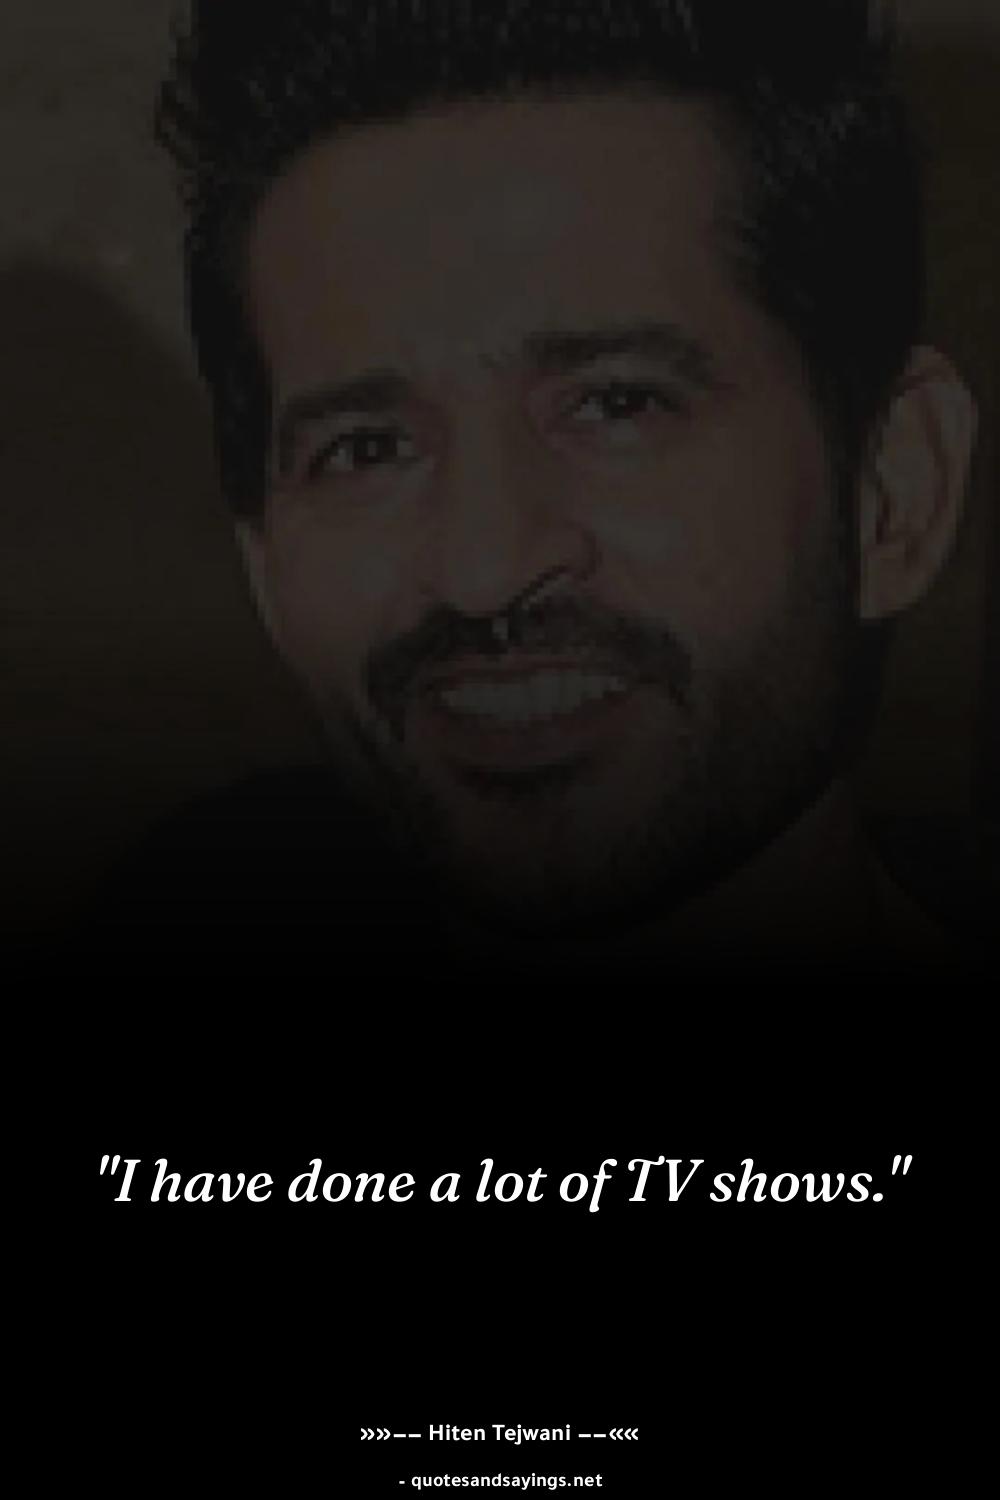 "I have done a lot of TV shows."
»»–– Hiten Tejwani ––««
- quotesandsayings.net